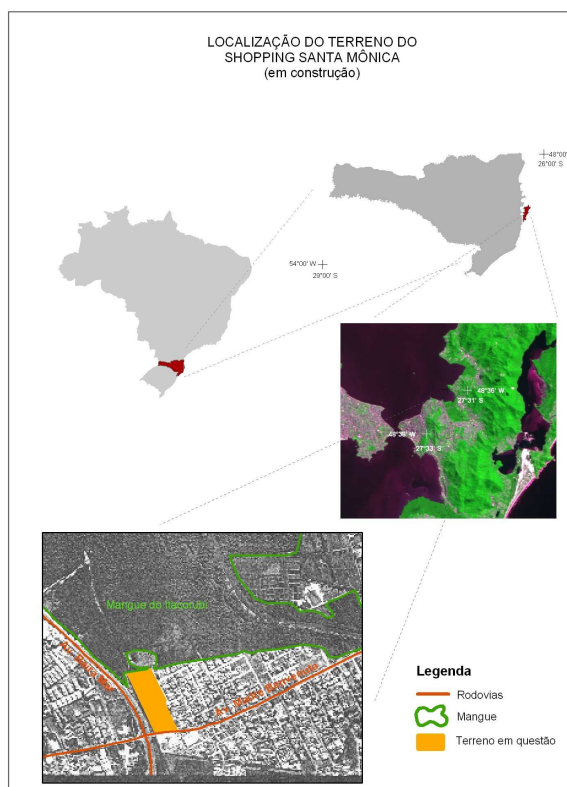 LOCALIZAÇÃO DO TERRENO DO
SHOPPING SANTA MÔNICA
(em construção)
48°00'
26°00' S
54°00' W
29°00' S
48°36' W
27°31' S
48°38' W
27°33' S
Mangue do Itacorubi
Legenda
Rodovias
Mangue
Terreno em questão